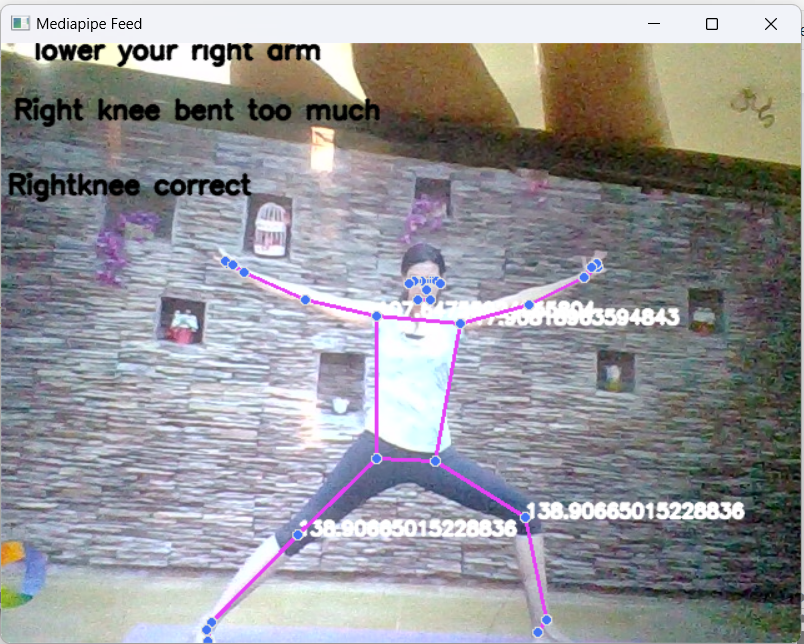 Mediapipe Feed
lower your right arm
Right knee bent too much
Rightknee correct
138.90665015228836
138.90665015228836